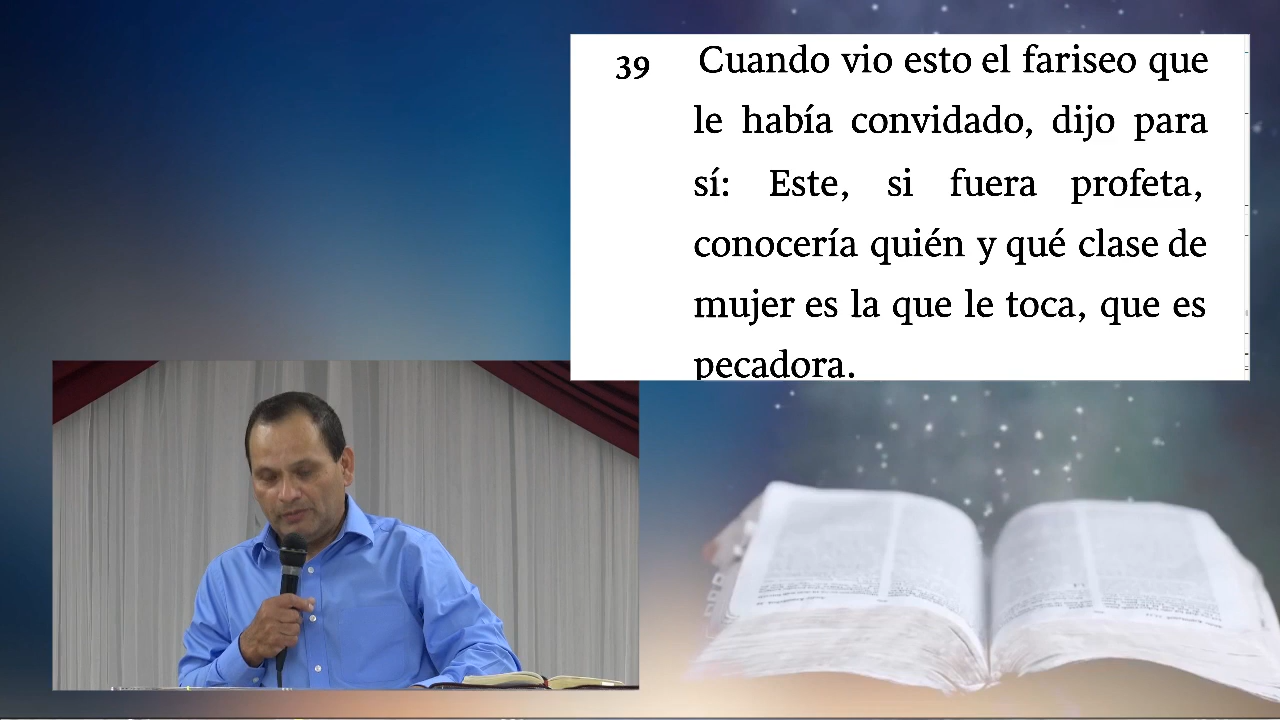 39 Cuando vio esto el fariseo que
le había convidado, dijo para
sí: Este, si fuera profeta,
conocería quién y qué clase de
mujer es la que le toca, que es
pecadora.